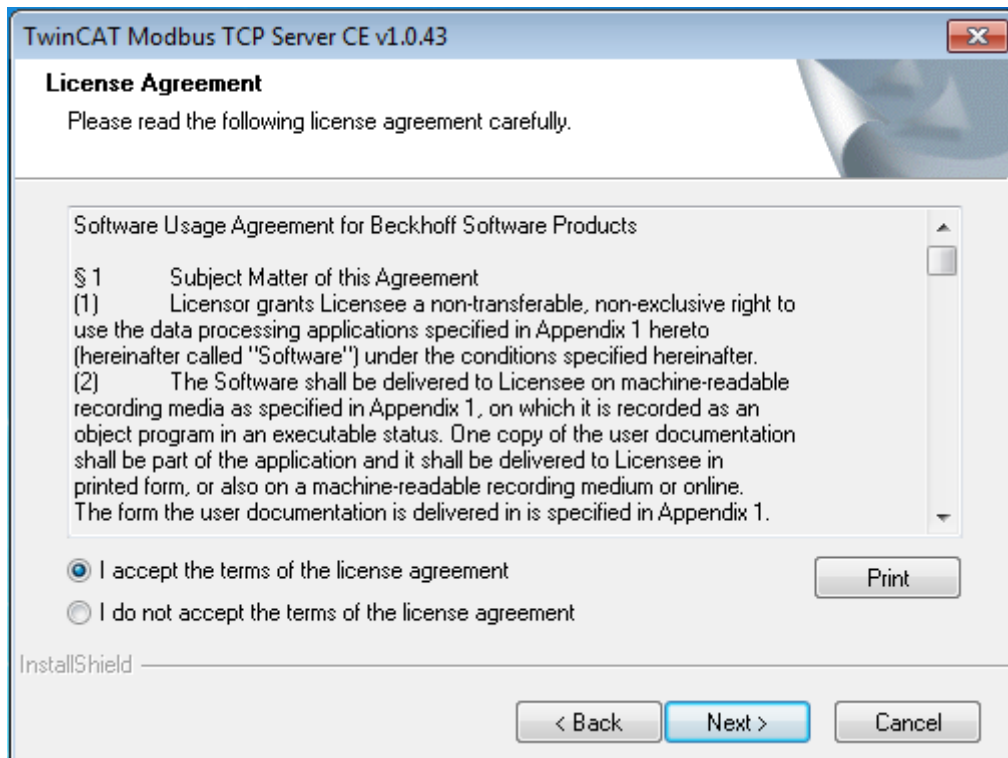 TwinCAT Modbus TCP Server CE v1.0.43
License Agreement
Please read the following license agreement carefully.
Software Usage Agreement for Beckhoff Software Products
§ 1 Subject Matter of this Agreement
(1) Licensor grants Licensee a non-transferable, non-exclusive right to
use the data processing applications specified in Appendix 1 hereto
(hereinafter called "Software") under the conditions specified hereinafter.
(2) The Software shall be delivered to Licensee on machine-readable
recording media as specified in Appendix 1, on which it is recorded as an
object program in an executable status. One copy of the user documentation
shall be part of the application and it shall be delivered to Licensee in
printed form, or also on a machine-readable recording medium or online.
The form the user documentation is delivered in is specified in Appendix 1.
I accept the terms of the license agreement
Print
I do not accept the terms of the license agreement
InstallShield
< Back Next > Cancel